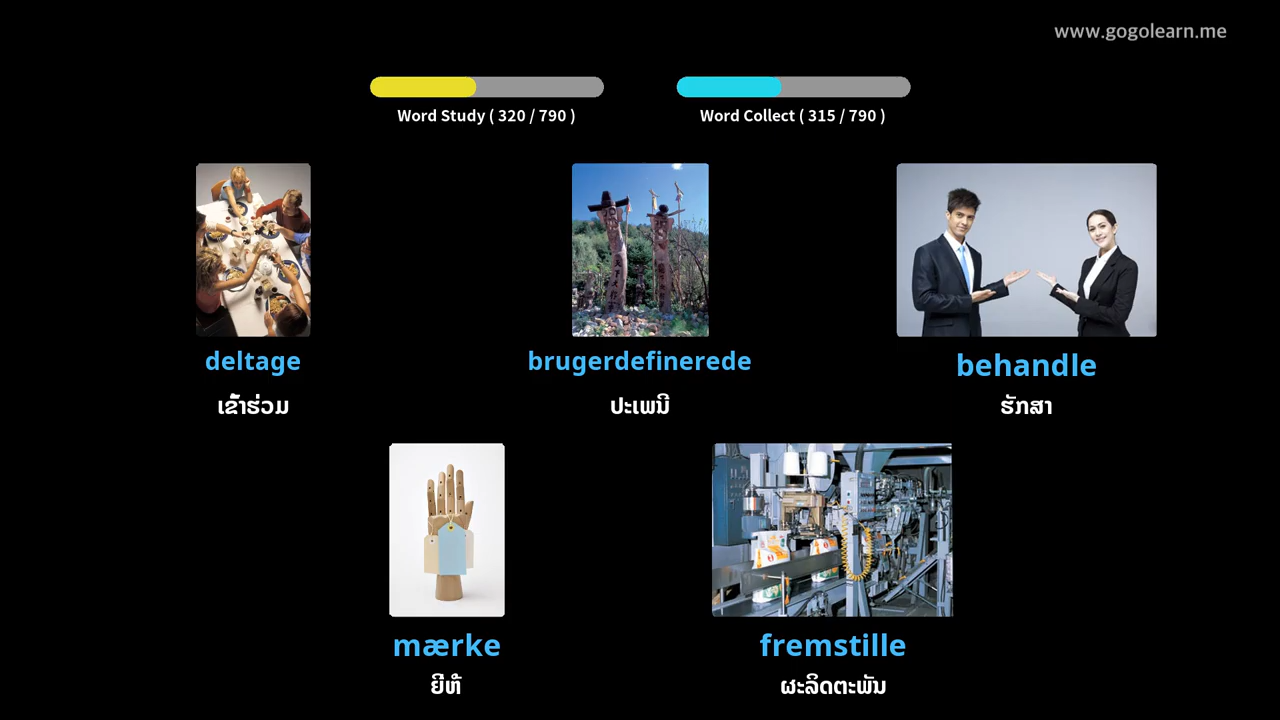 www.gogolearn.me
Word Study ( 320 / 790 )
Word Collect ( 315 / 790 )
deltage
ເຂົ້າຮ່ວມ
brugerdefinerede
ປະເພນີ
behandle
ຮັກສາ
mærke
ຍີ່ຫໍ້
fremstille
ຜະລິດຕະພັນ